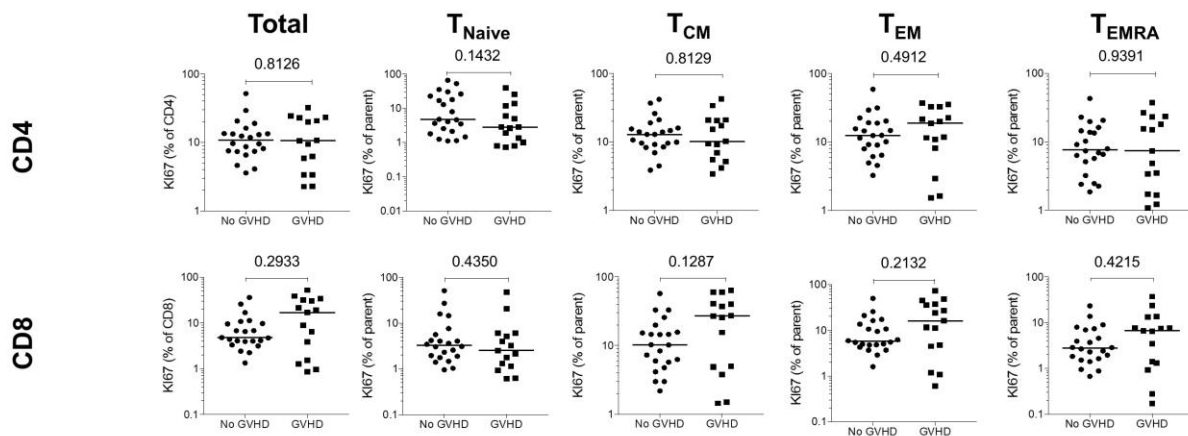 Total TNaive TCM TEM TEMRA
CD4
0.8126
KI67 (% of CD4)
100
10
1
No GVHD GVHD
0.1432
KI67 (% of parent)
100
10
1
0.1
0.01
No GVHD GVHD
0.8129
KI67 (% of parent)
100
10
1
No GVHD GVHD
0.4912
KI67 (% of parent)
100
10
1
No GVHD GVHD
0.9391
KI67 (% of parent)
100
10
1
No GVHD GVHD
CD8
0.2933
KI67 (% of CD8)
100
10
1
0.1
No GVHD GVHD
0.4350
KI67 (% of parent)
100
10
1
0.1
No GVHD GVHD
0.1287
KI67 (% of parent)
100
10
1
No GVHD GVHD
0.2132
KI67 (% of parent)
100
10
1
0.1
No GVHD GVHD
0.4215
KI67 (% of parent)
100
10
1
0.1
No GVHD GVHD